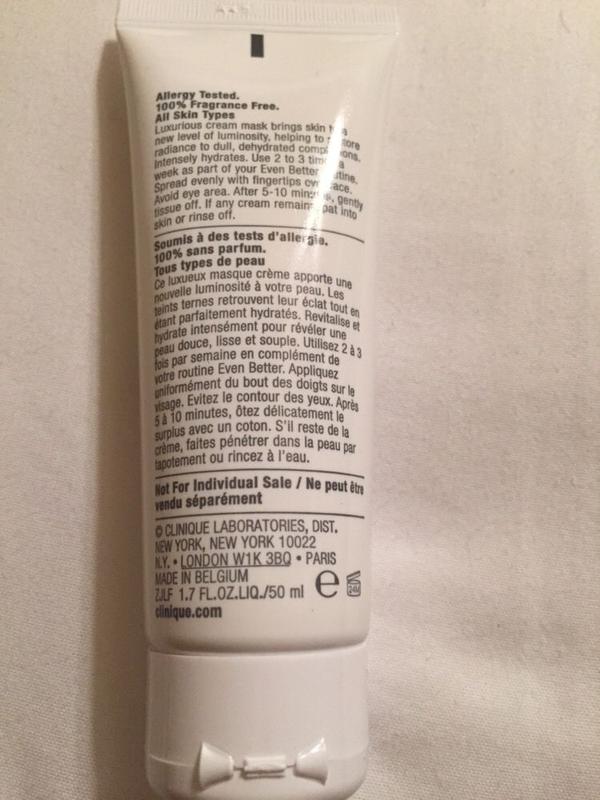 Allergy Tested.
100% Fragrance Free.
All Skin Types
Luxurious cream mask brings skin
new level of luminosity, helping to
radiance to dull, dehydrated
Intensely hydrates. Use 2 to 3 a
week as part of your Even Better
Spread evenly with fingertips
Avoid eye area. After 5-10 gently
tissue off. If any cream pat into
skin or rinse off.
Soumis à des tests d'allergie.
100% sans parfum.
Tous types de peau
Ce luxueux masque crème apporte une
nouvelle luminosité à votre peau. Les
teints ternes retrouvent leur éclat tout en
étant parfaitement hydratés. Revitalise et
hydrate intensément pour révéler une
peau douce, lisse et souple. Utilisez 2 à 3
fois par semaine en complément de
votre routine Even Better. Appliquez
uniformément du bout des doigts sur le
visage. Evitez le contour des yeux. Après
5 à 10 minutes, ôtez délicatement le
surplus avec un coton. S'il reste de la
crème, faites pénétrer dans la peau par
tapotement ou rincez à l'eau.
Not For Individual Sale / Ne peut être
vendu séparément
© CLINIQUE LABORATORIES, DIST.
NEW YORK, NEW YORK 10022
N.Y. • LONDON W1K 3BQ • PARIS
MADE IN BELGIUM
ZJLF 1.7 FL.OZ.LIQ./50 ml e 24M
clinique.com